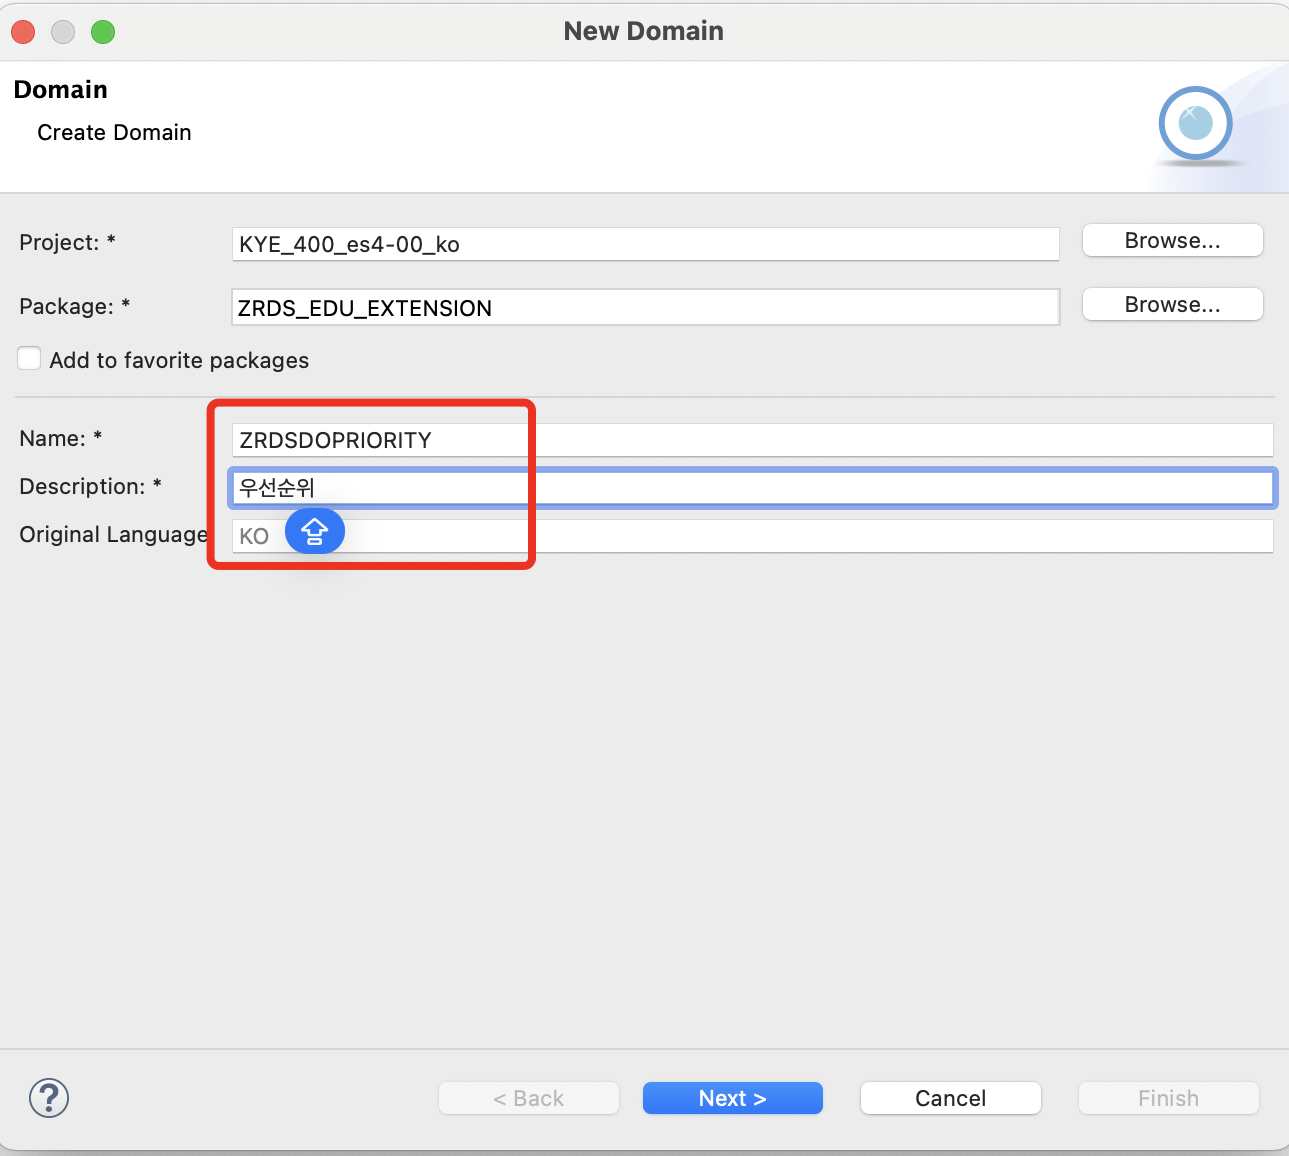 New Domain
Domain
Create Domain
Project: * KYE_400_es4-00_ko Browse...
Package: * ZRDS_EDU_EXTENSION Browse...
Add to favorite packages
Name: * ZRDSDOPRIORITY
Description: * 우선순위
Original Language KO
? < Back Next > Cancel Finish